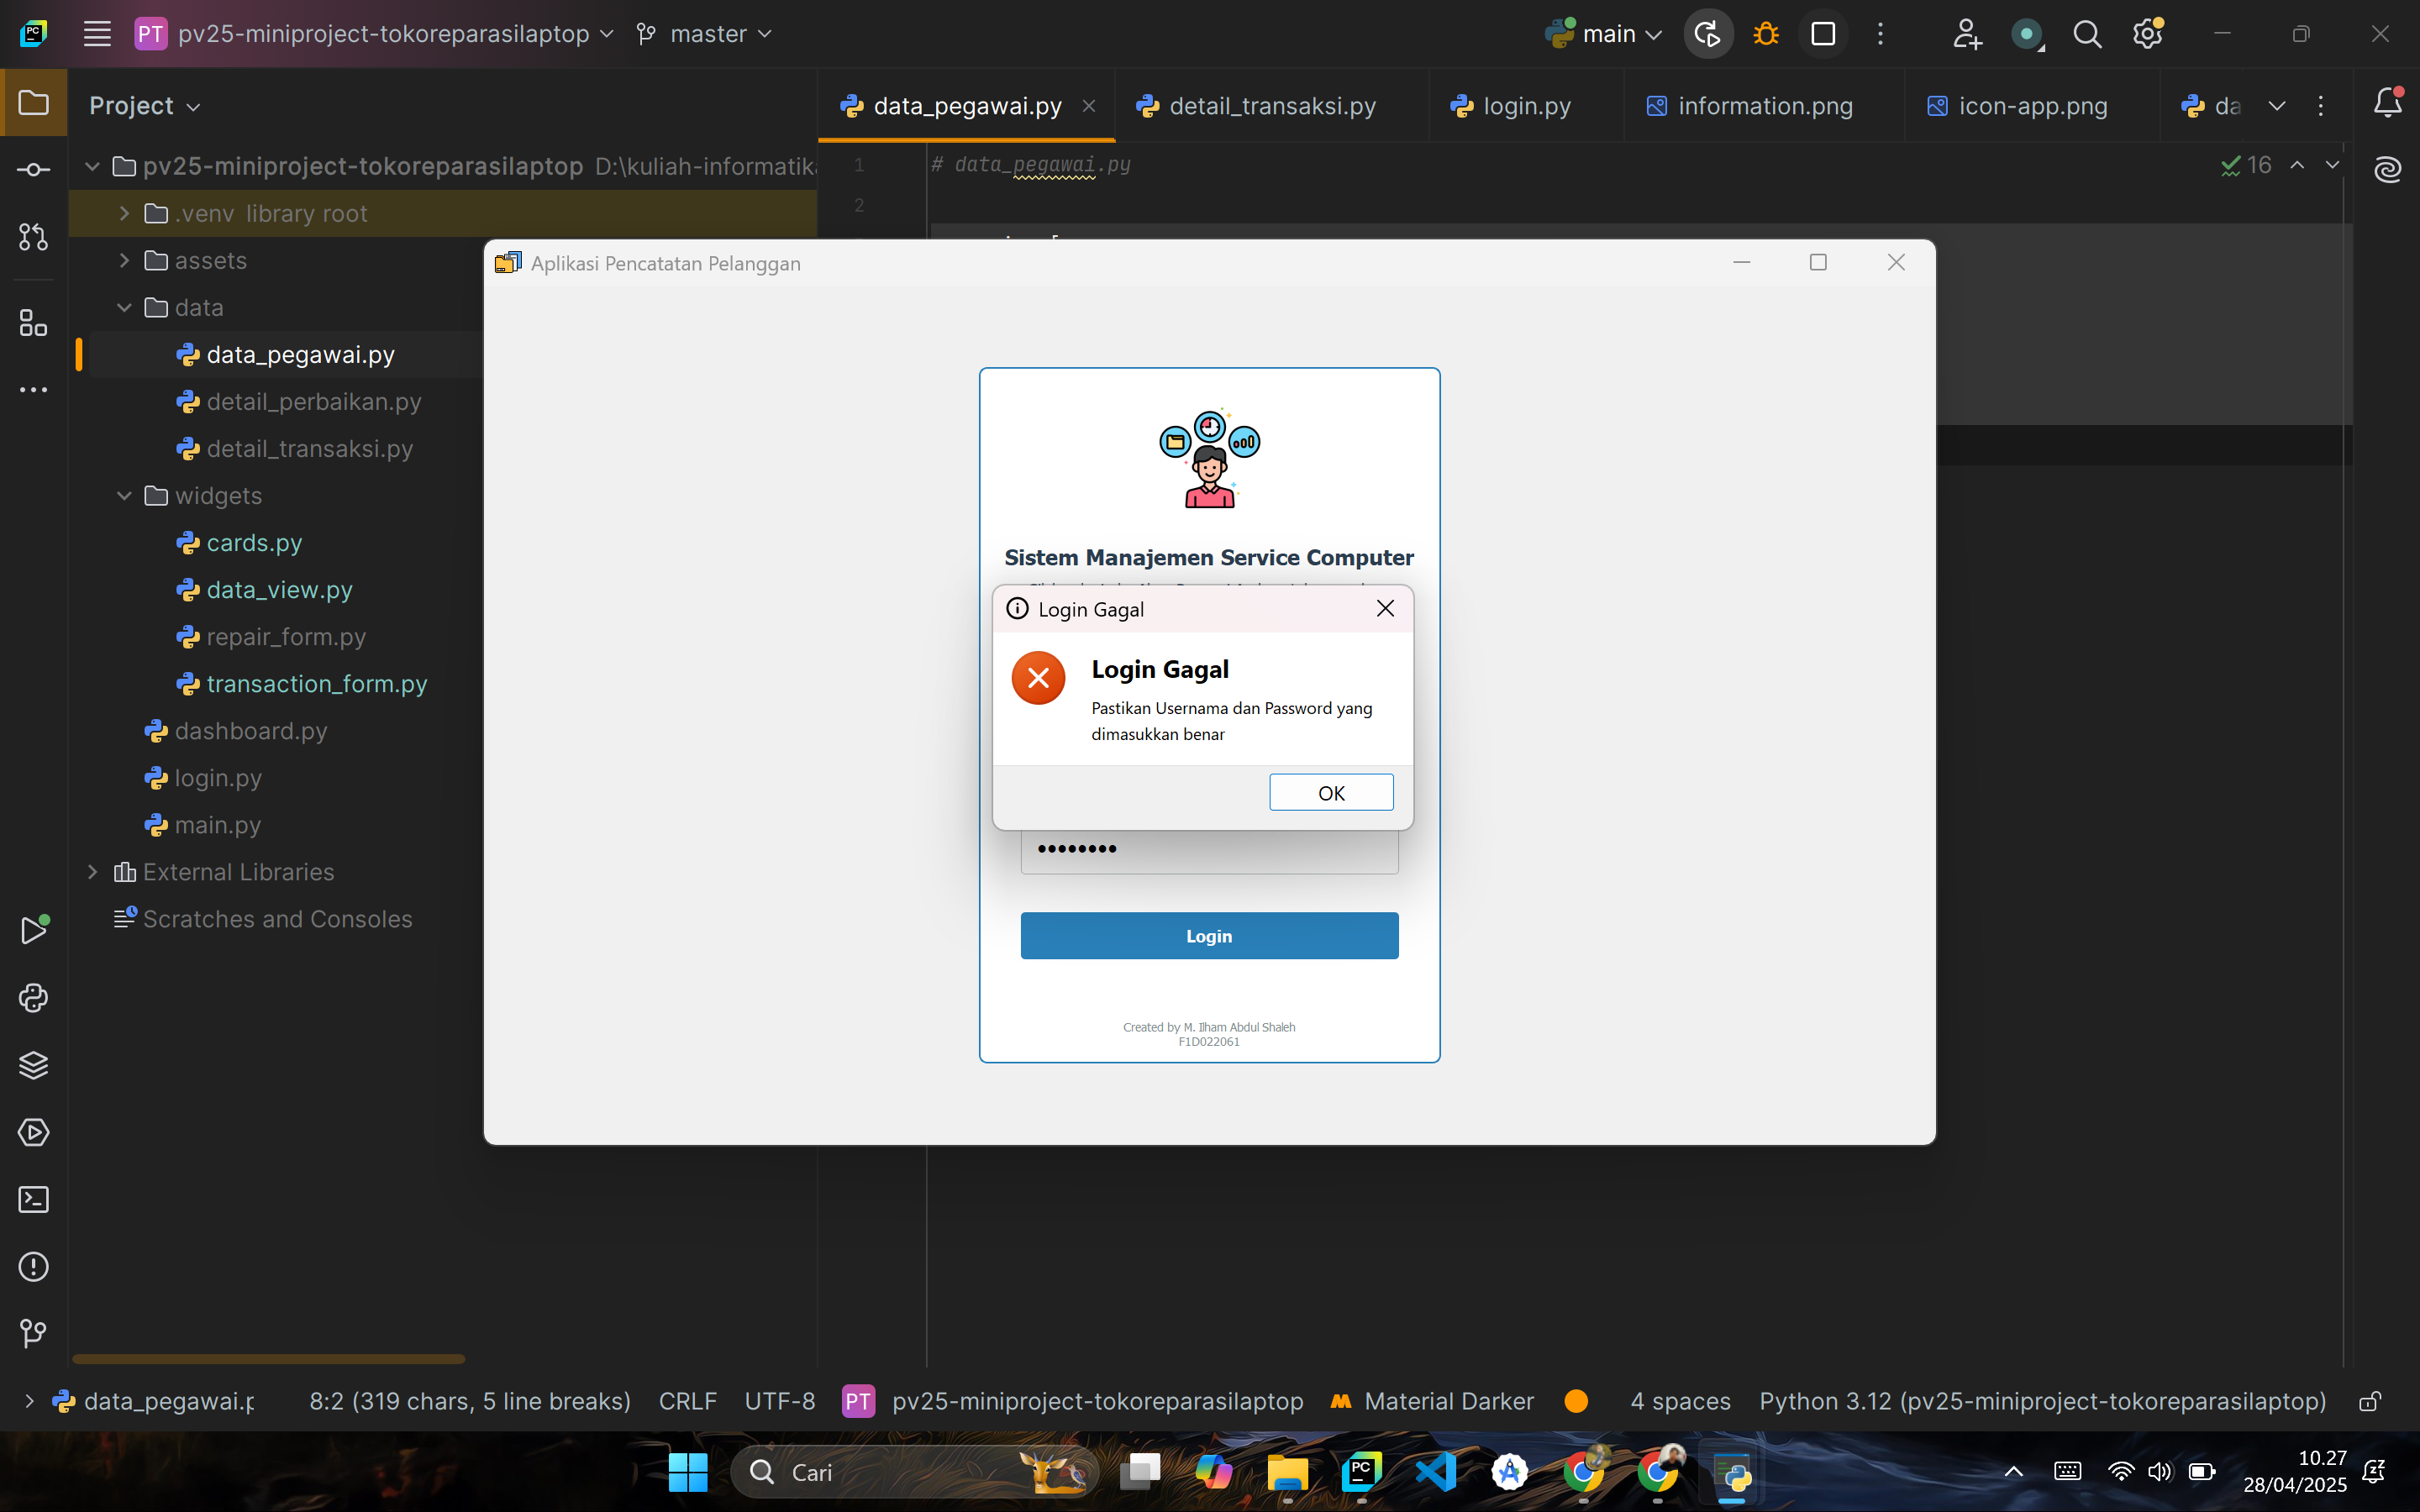 PT pv25-miniproject-tokoreparasilaptop master main
Project
data_pegawai.py
detail_transaksi.py
login.py
information.png
icon-app.png
da
pv25-miniproject-tokoreparasilaptop D:\kuliah-informatika
.venv library root
assets
data
data_pegawai.py
detail_perbaikan.py
detail_transaksi.py
widgets
cards.py
data_view.py
repair_form.py
transaction_form.py
dashboard.py
login.py
main.py
External Libraries
Scratches and Consoles
1 # data_pegawai.py
2
16
Aplikasi Pencatatan Pelanggan
Sistem Manajemen Service Computer
Login Gagal
Login Gagal
Pastikan Usernama dan Password yang
dimasukkan benar
OK
••••••••
Login
Created by M. Ilham Abdul Shaleh
F1D022061
data_pegawai.p 8:2 (319 chars, 5 line breaks) CRLF UTF-8 PT pv25-miniproject-tokoreparasilaptop Material Darker 4 spaces Python 3.12 (pv25-miniproject-tokoreparasilaptop)
Cari
10.27
28/04/2025